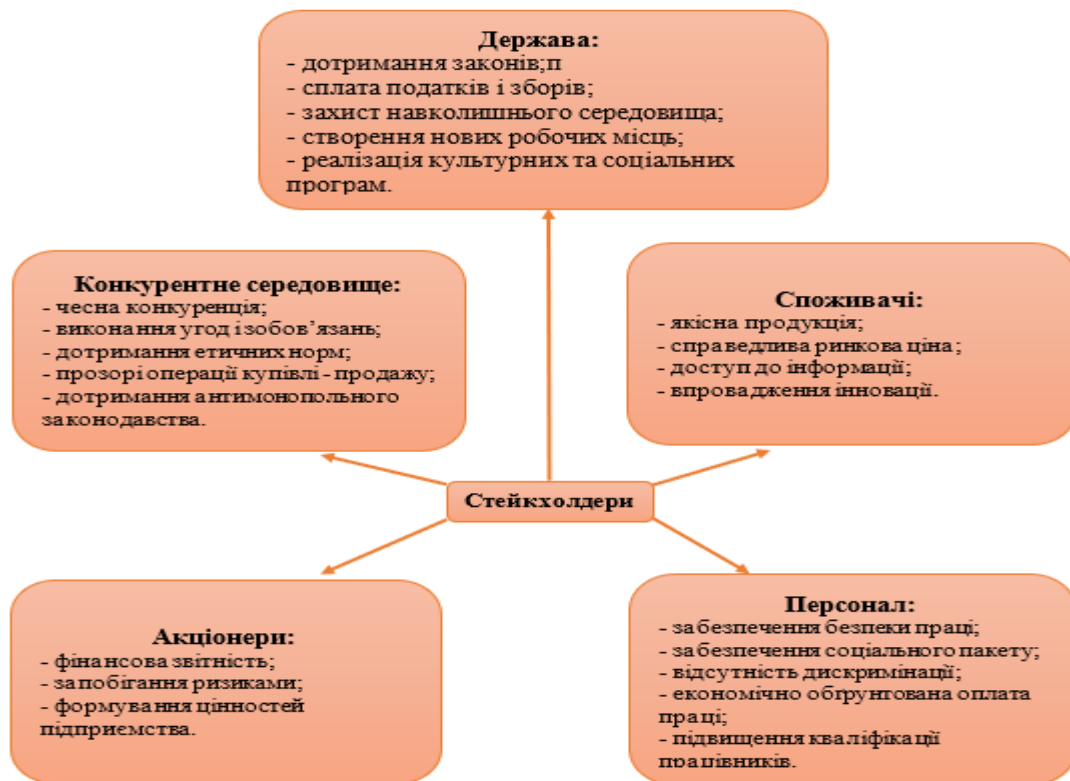 Держава:
- дотримання законів;п
- сплата податків і зборів;
- захист навколишнього середовища;
- створення нових робочих місць;
- реалізація культурних та соціальних
програм.
Конкурентне середовище:
- чесна конкуренція;
- виконання угод і зобов’язань;
- дотримання етичних норм;
- прозорі операції купівлі - продажу;
- дотримання антимонопольного
законодавства.
Споживачі:
- якісна продукція;
- справедлива ринкова ціна;
- доступ до інформації;
- впровадження інновації.
Стейкхолдери
Акціонери:
- фінансова звітність;
- запобігання ризиками;
- формування цінностей
підприємства.
Персонал:
- забезпечення безпеки праці;
- забезпечення соціального пакету;
- відсутність дискримінації;
- економічно обґрунтована оплата
праці;
- підвищення кваліфікації
працівників.